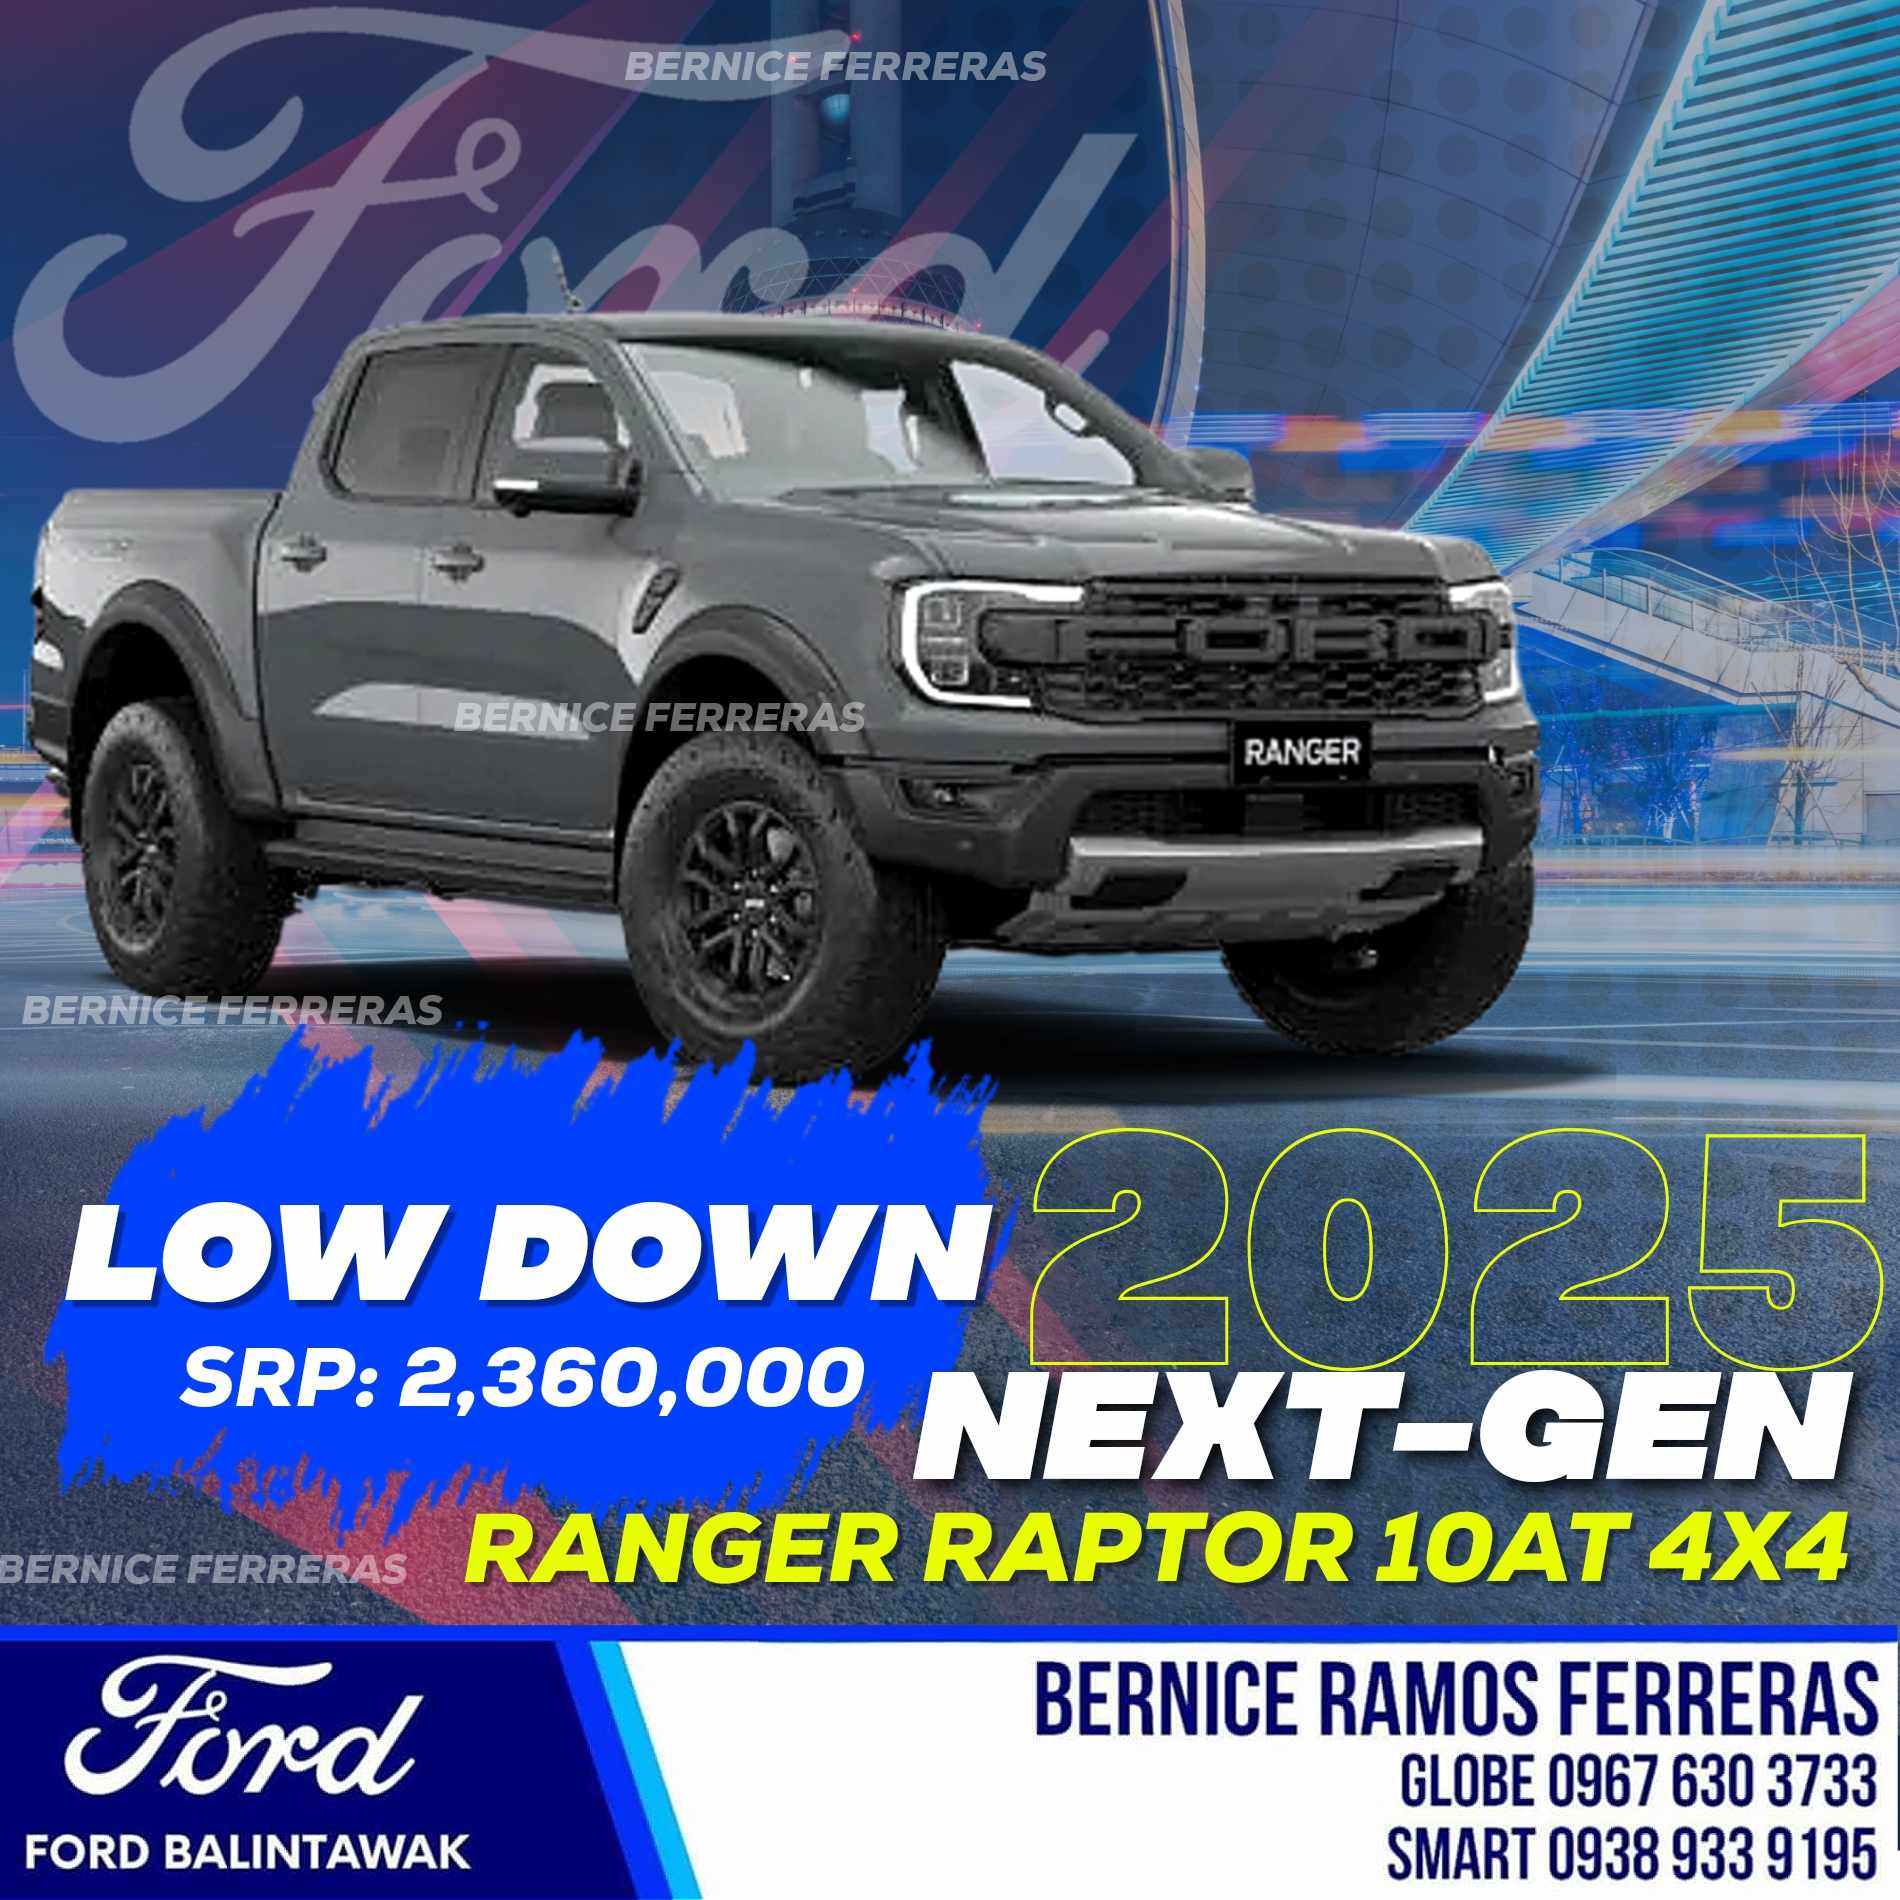 Ford
BERNICE FERRERAS
FORD
RANGER
BERNICE FERRERAS
BERNICE FERRERAS
LOW DOWN
SRP: 2,360,000
2025
NEXT-GEN
RANGER RAPTOR 10AT 4X4
BERNICE FERRERAS
Ford
FORD BALINTAWAK
BERNICE RAMOS FERRERAS
GLOBE 0967 630 3733
SMART 0938 933 9195